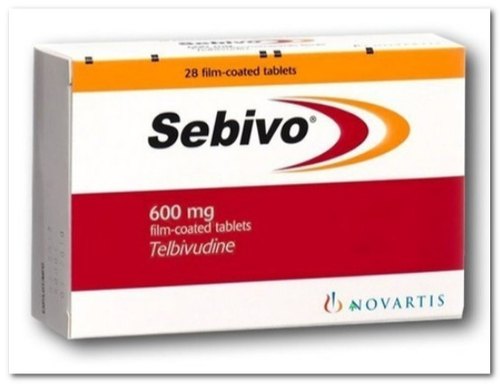 28 film-coated tablets
Sebivo®
600 mg
film-coated tablets
Telbivudine
NOVARTIS